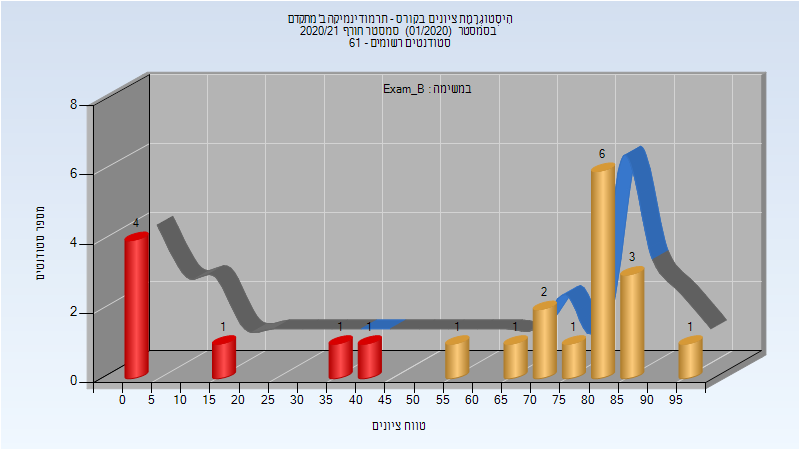 היסטוגרמת ציונים בקורס - תרמודינמיקה ב' מתקדם
בסמסטר (01/2020) סמסטר חורף 2020/21
סטודנטים רשומים - 61
במשימה : Exam_B
מספר סטודנטים
8
6
4
2
0
4
1
1
1
1
1
2
1
6
3
1
0 5 10 15 20 25 30 35 40 45 50 55 60 65 70 75 80 85 90 95
טווח ציונים